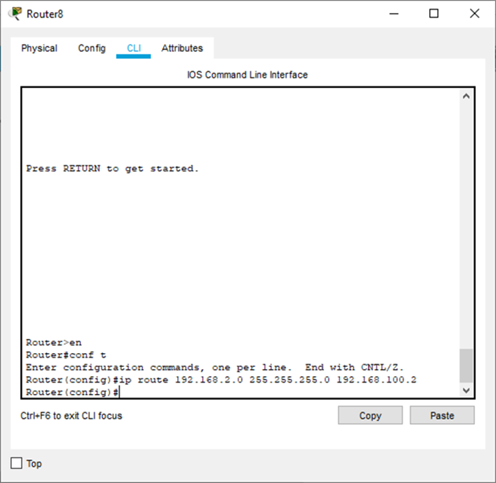 Router8
Physical Config CLI Attributes
IOS Command Line Interface
Press RETURN to get started.
Router>en
Router#conf t
Enter configuration commands, one per line.  End with CNTL/Z.
Router(config)#ip route 192.168.2.0 255.255.255.0 192.168.100.2
Router(config)#
Ctrl+F6 to exit CLI focus
Copy Paste
Top